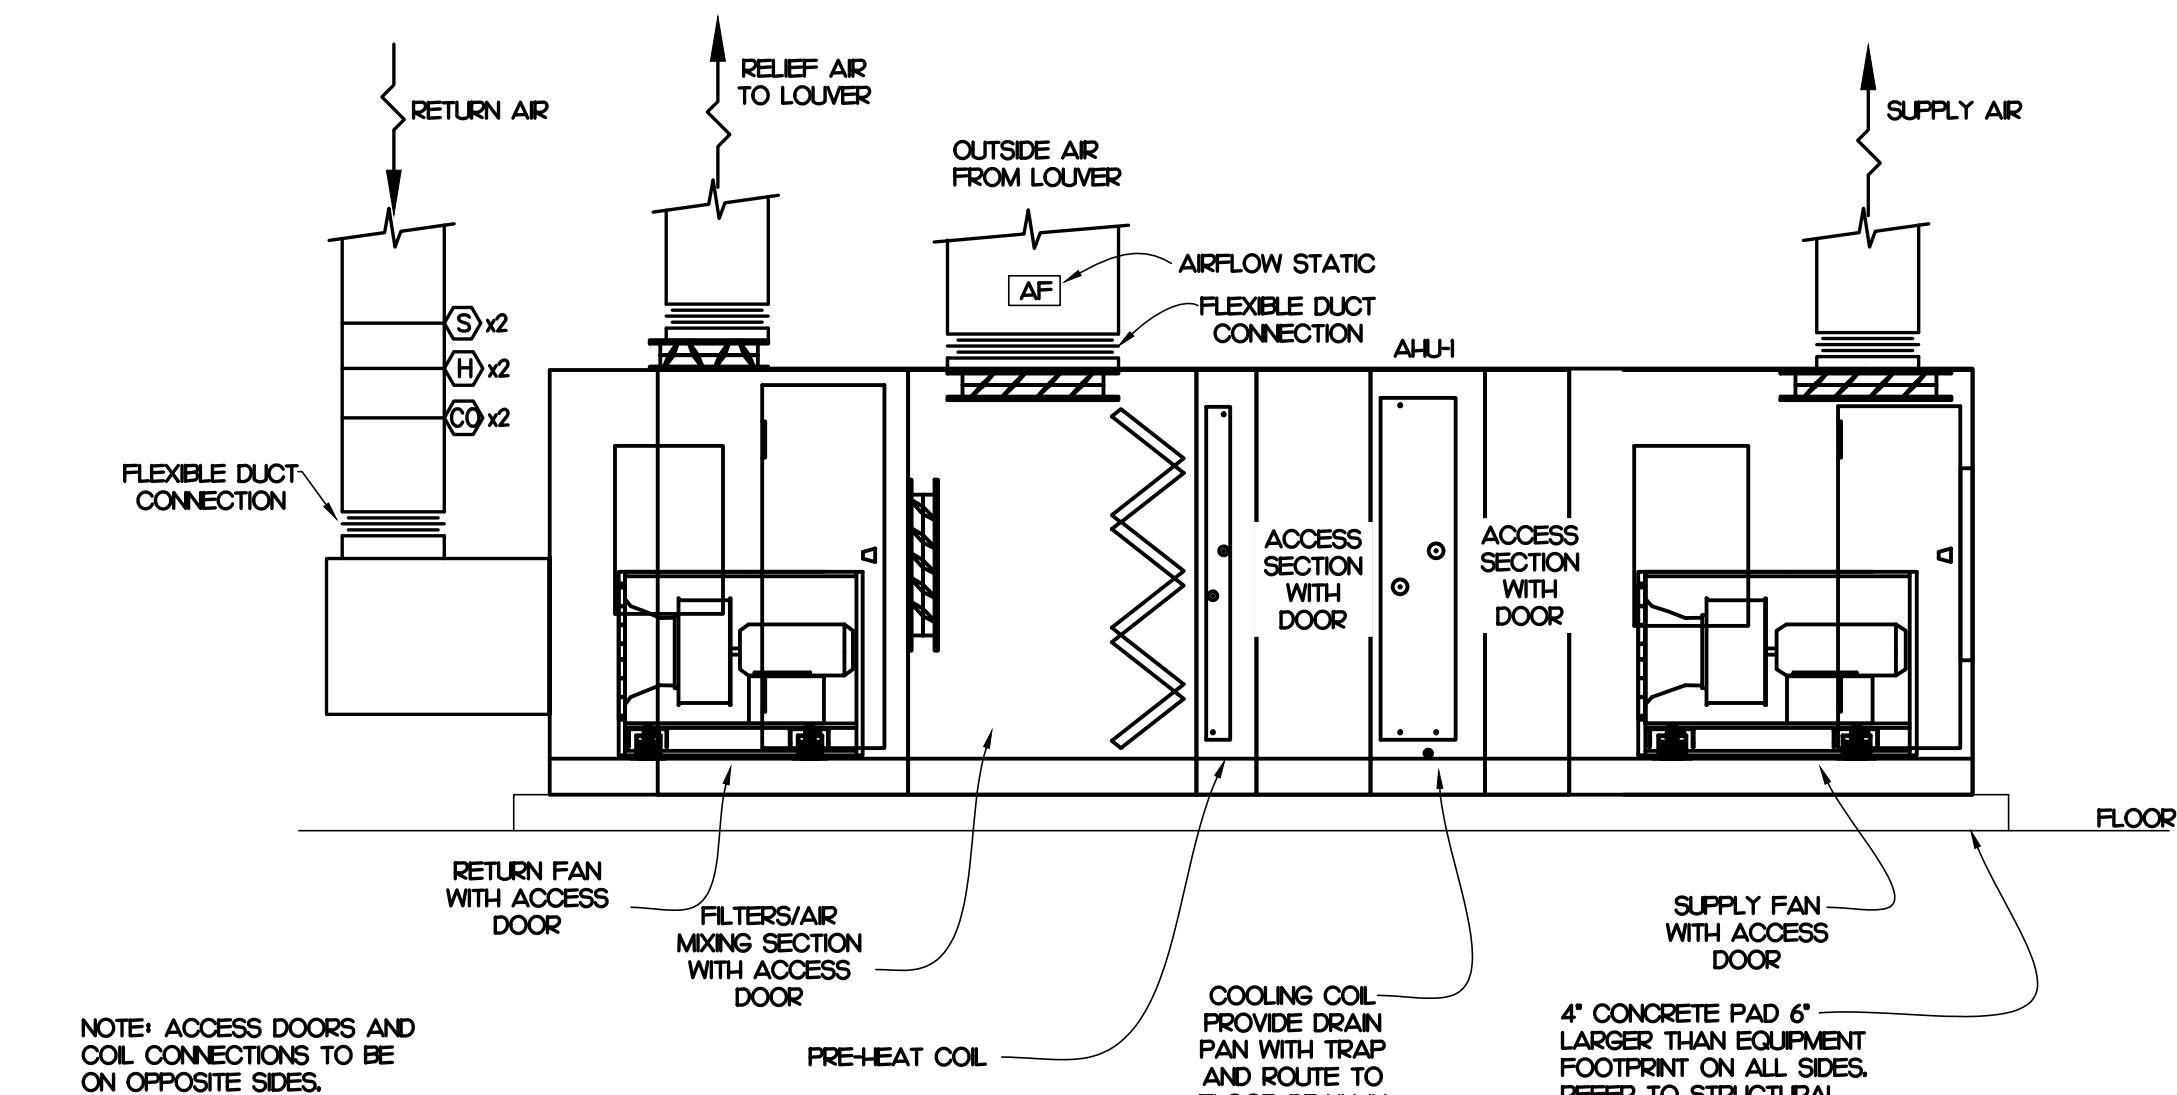 RETURN AIR
RELIEF AIR
TO LOUVER
OUTSIDE AIR
FROM LOUVER
SUPPLY AIR
AIRFLOW STATIC
AF
FLEXIBLE DUCT
CONNECTION
AHU-1
S x2
H x2
CO x2
FLEXIBLE DUCT
CONNECTION
ACCESS
SECTION
WITH
DOOR
ACCESS
SECTION
WITH
DOOR
FLOOR
RETURN FAN
WITH ACCESS
DOOR
FILTERS/AIR
MIXING SECTION
WITH ACCESS
DOOR
SUPPLY FAN
WITH ACCESS
DOOR
NOTE: ACCESS DOORS AND
COIL CONNECTIONS TO BE
ON OPPOSITE SIDES.
PRE-HEAT COIL
COOLING COIL
PROVIDE DRAIN
PAN WITH TRAP
AND ROUTE TO
4" CONCRETE PAD 6"
LARGER THAN EQUIPMENT
FOOTPRINT ON ALL SIDES.
REFER TO STRUCTURAL